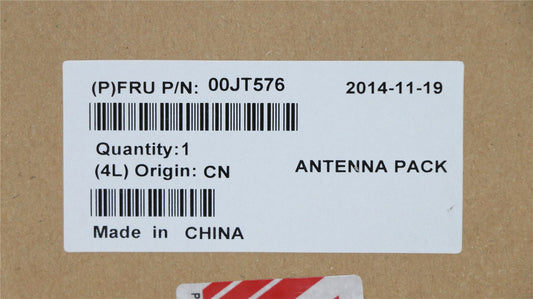 (P)FRU P/N: 00JT576 2014-11-19
Quantity:1
(4L) Origin: CN ANTENNA PACK
Made in CHINA
P